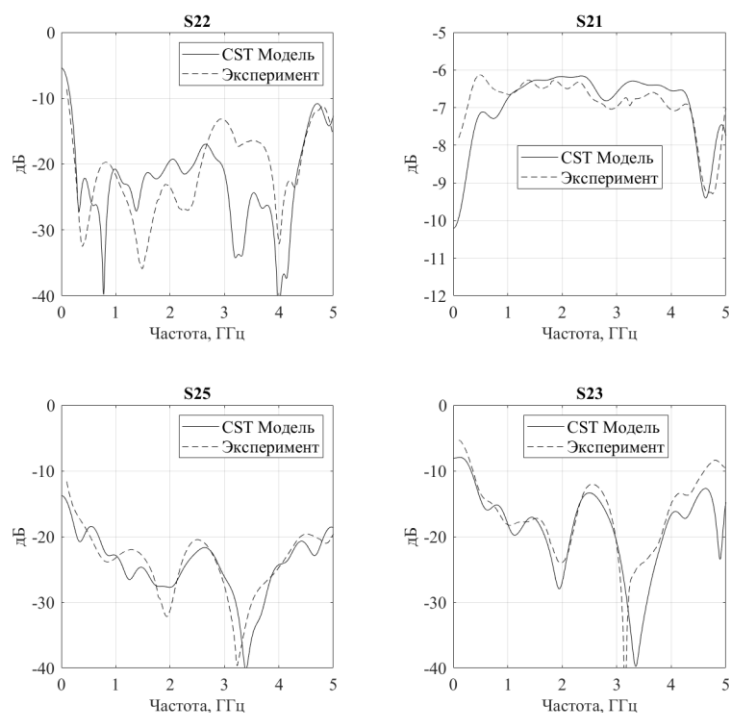 S22
0
-10
-20
-30
-40
дБ
CST Модель
Эксперимент
0 1 2 3 4 5
Частота, ГГц
S21
-5
-6
-7
-8
-9
-10
-11
-12
дБ
CST Модель
Эксперимент
0 1 2 3 4 5
Частота, ГГц
S25
0
-10
-20
-30
-40
дБ
CST Модель
Эксперимент
0 1 2 3 4 5
Частота, ГГц
S23
0
-10
-20
-30
-40
дБ
CST Модель
Эксперимент
0 1 2 3 4 5
Частота, ГГц